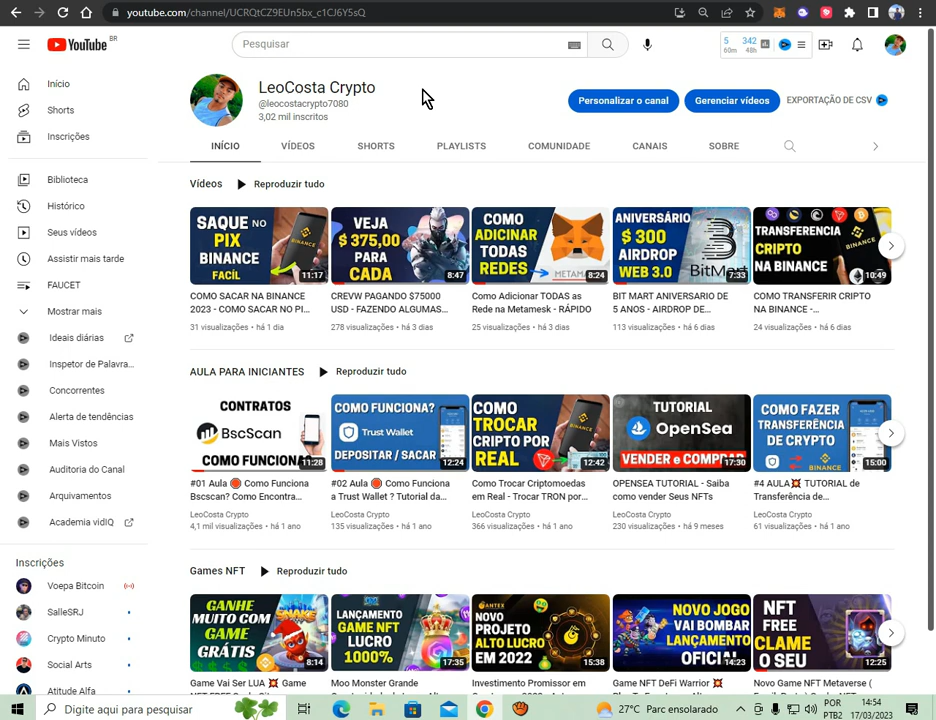 youtube.com/channel/UCRQtCZ9EUn5bx_c1CJ6Y5sQ
YouTube BR
Pesquisar
5 342
60m 48h
LeoCosta Crypto
@leocostacrypto7080
3,02 mil inscritos
Personalizar o canal
Gerenciar vídeos
EXPORTAÇÃO DE CSV
INÍCIO VÍDEOS SHORTS PLAYLISTS COMUNIDADE CANAIS SOBRE
Início
Shorts
Inscrições
Biblioteca
Histórico
Seus vídeos
Assistir mais tarde
FAUCET
Mostrar mais
Ideais diárias
Inspetor de Palavra...
Concorrentes
Alerta de tendências
Mais Vistos
Auditoria do Canal
Arquivamentos
Academia vidIQ
Inscrições
Voepa Bitcoin
SalleSRJ
Crypto Minuto
Social Arts
Atitude Alfa
Vídeos Reproduzir tudo
SAQUE NO
PIX
BINANCE
FACÍL
BINANCE
11:17
COMO SACAR NA BINANCE
2023 - COMO SACAR NO PI...
31 visualizações • há 1 dia
VEJA
$ 375,00
PARA
CADA
8:47
CREVW PAGANDO $75000
USD - FAZENDO ALGUMAS...
278 visualizações • há 3 dias
COMO
ADICINAR
TODAS
REDES
METAM
8:24
Como Adicionar TODAS as
Rede na Metamesk - RÁPIDO
25 visualizações • há 3 dias
ANIVERSÁRIO
$ 300
AIRDROP
WEB 3.0
BitMart
7:33
BIT MART ANIVERSARIO DE
5 ANOS - AIRDROP DE...
113 visualizações • há 6 dias
TRANSFERENCIA
CRIPTO
NA BINANCE
BINANCE
10:49
COMO TRANSFERIR CRIPTO
NA BINANCE -...
24 visualizações • há 6 dias
AULA PARA INICIANTES Reproduzir tudo
CONTRATOS
BscScan
COMO FUNCIONA
11:28
#01 Aula 🔴 Como Funciona
Bscscan? Como Encontra...
LeoCosta Crypto
4,1 mil visualizações • há 1 ano
COMO FUNCIONA?
Trust Wallet
DEPOSITAR / SACAR
12:24
#02 Aula 🔴 Como Funciona
a Trust Wallet ? Tutorial da...
LeoCosta Crypto
135 visualizações • há 1 ano
COMO
TROCAR
CRIPTO POR
REAL
BINANCE
12:42
Como Trocar Criptomoedas
em Real - Trocar TRON por...
LeoCosta Crypto
366 visualizações • há 1 ano
TUTORIAL
OpenSea
VENDER e COMPRAR
17:30
OPENSEA TUTORIAL - Saiba
como vender Seus NFTs
LeoCosta Crypto
230 visualizações • há 9 meses
COMO FAZER
TRANSFERÊNCIA
DE CRYPTO
BINANCE
15:00
#4 AULA💥 TUTORIAL de
Transferência de...
LeoCosta Crypto
61 visualizações • há 1 ano
Games NFT Reproduzir tudo
GANHE
MUITO COM
GAME
GRÁTIS
8:14
Game Vai Ser LUA 💥 Game
LANÇAMENTO
GAME NFT
LUCRO
1000%
17:35
Moo Monster Grande
NOVO
PROJETO
ALTO LUCRO
EM 2022
15:38
Investimento Promissor em
NOVO JOGO
VAI BOMBAR
LANÇAMENTO
OFICIAL
14:23
Game NFT DeFi Warrior 💥
NFT
FREE
CLAME
O SEU
12:25
Novo Game NFT Metaverse (
Digite aqui para pesquisar
27°C Parc ensolarado
POR
PTB2
14:54
17/03/2023